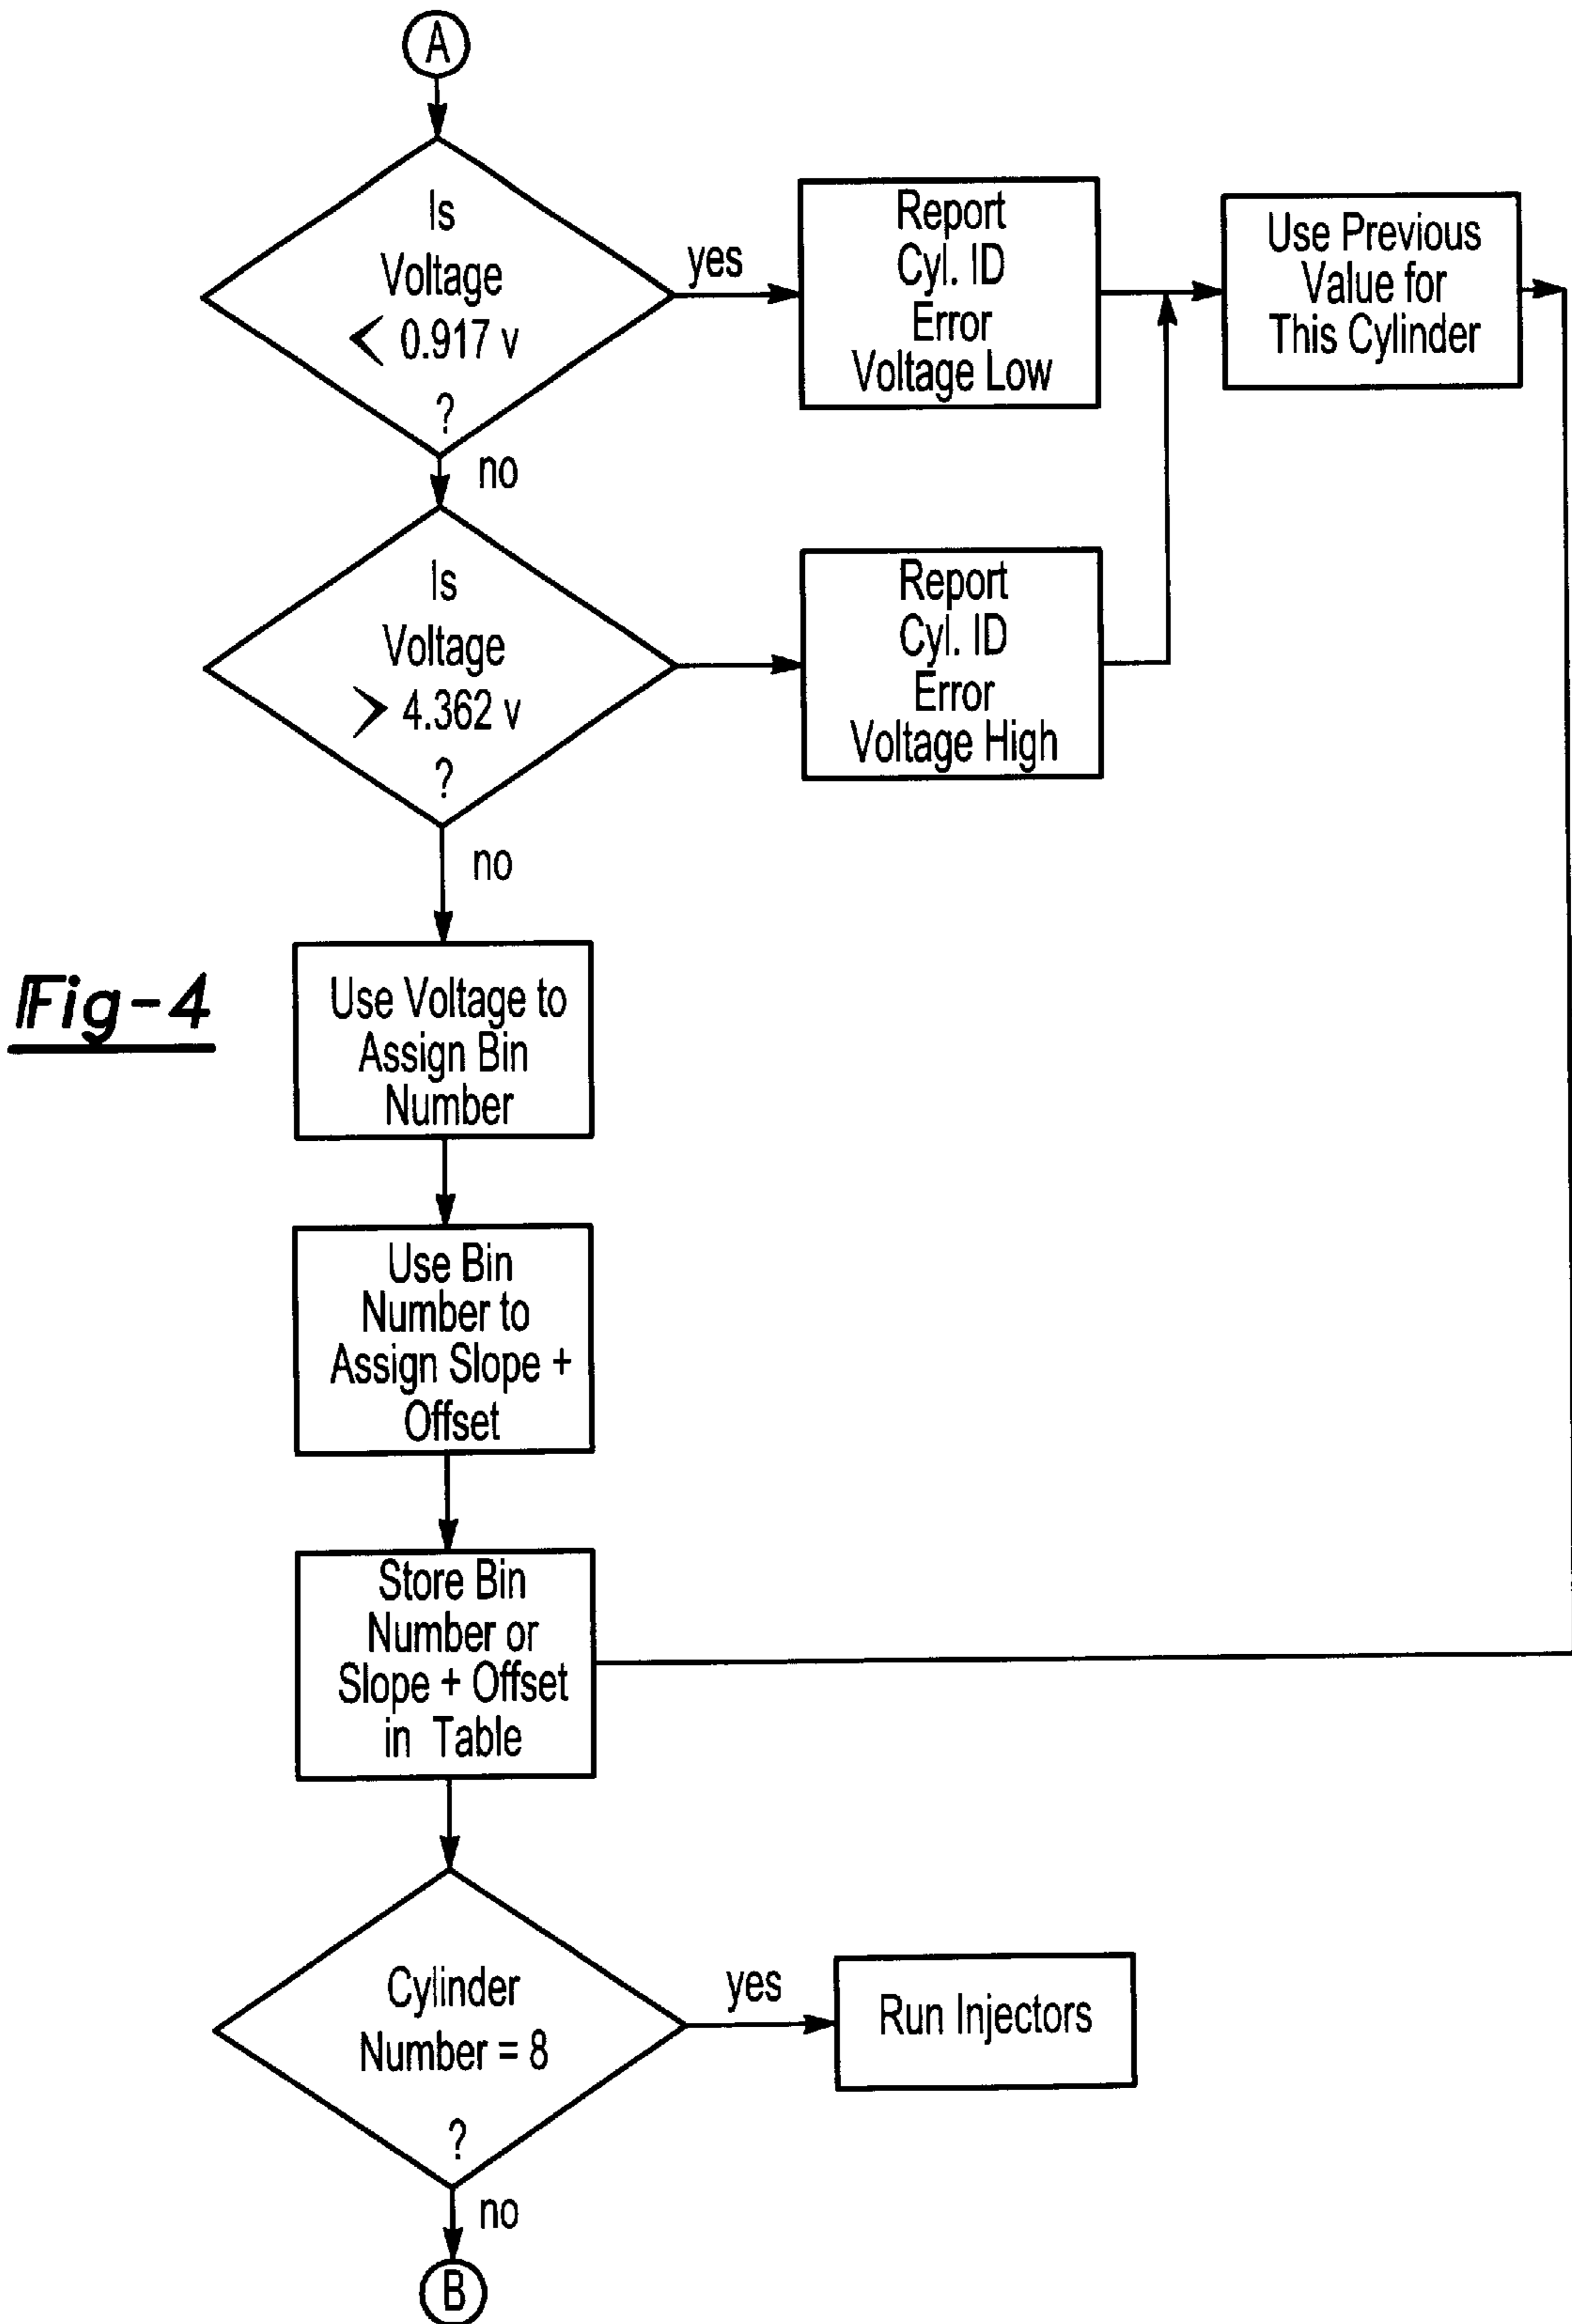 A
Is
Voltage
< 0.917 v
?
yes
Report
Cyl. ID
Error
Voltage Low
Use Previous
Value for
This Cylinder
no
Is
Voltage
> 4.362 v
?
Report
Cyl. ID
Error
Voltage High
no
Fig-4
Use Voltage to
Assign Bin
Number
Use Bin
Number to
Assign Slope +
Offset
Store Bin
Number or
Slope + Offset
in Table
Cylinder
Number = 8
?
yes
Run Injectors
no
B